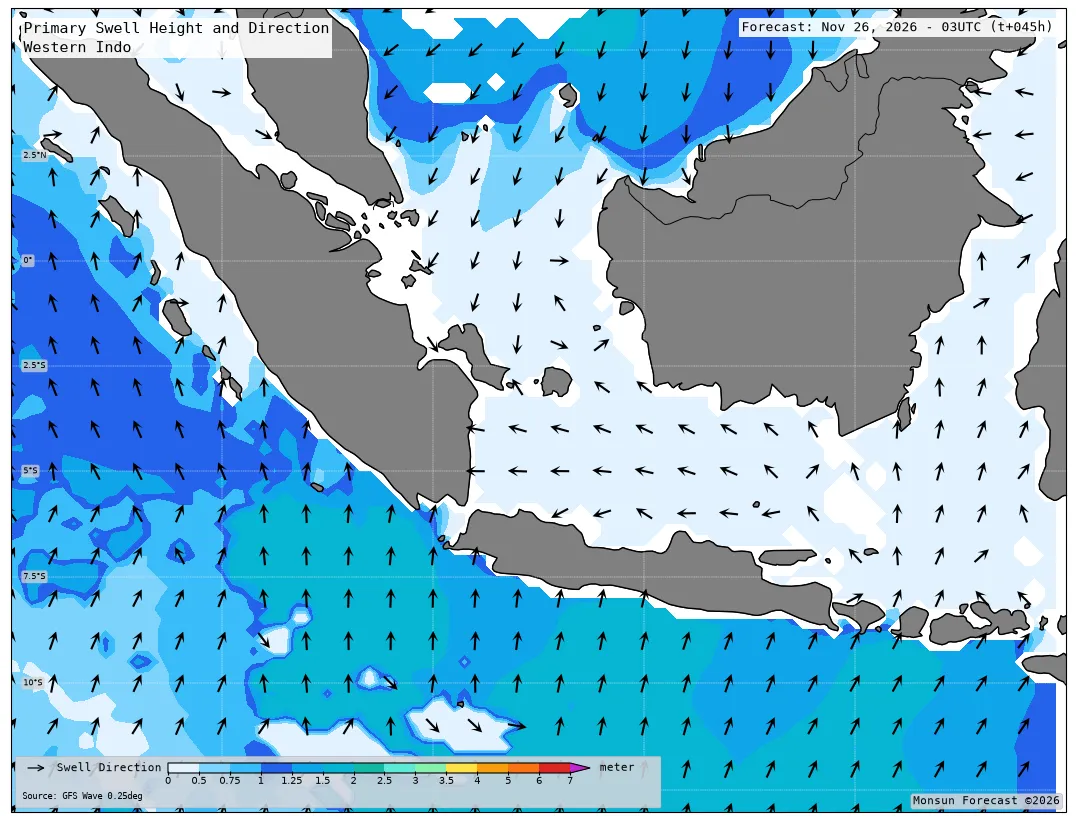 Primary Swell Height and Direction
Western Indo
Forecast: Nov 26, 2026 - 03UTC (t+045h)
2.5°N
0°
2.5°S
5°S
7.5°S
10°S
Swell Direction
0 0.5 0.75 1 1.25 1.5 2 2.5 3 3.5 4 5 6 7
meter
Source: GFS Wave 0.25deg
Monsun Forecast ©2026